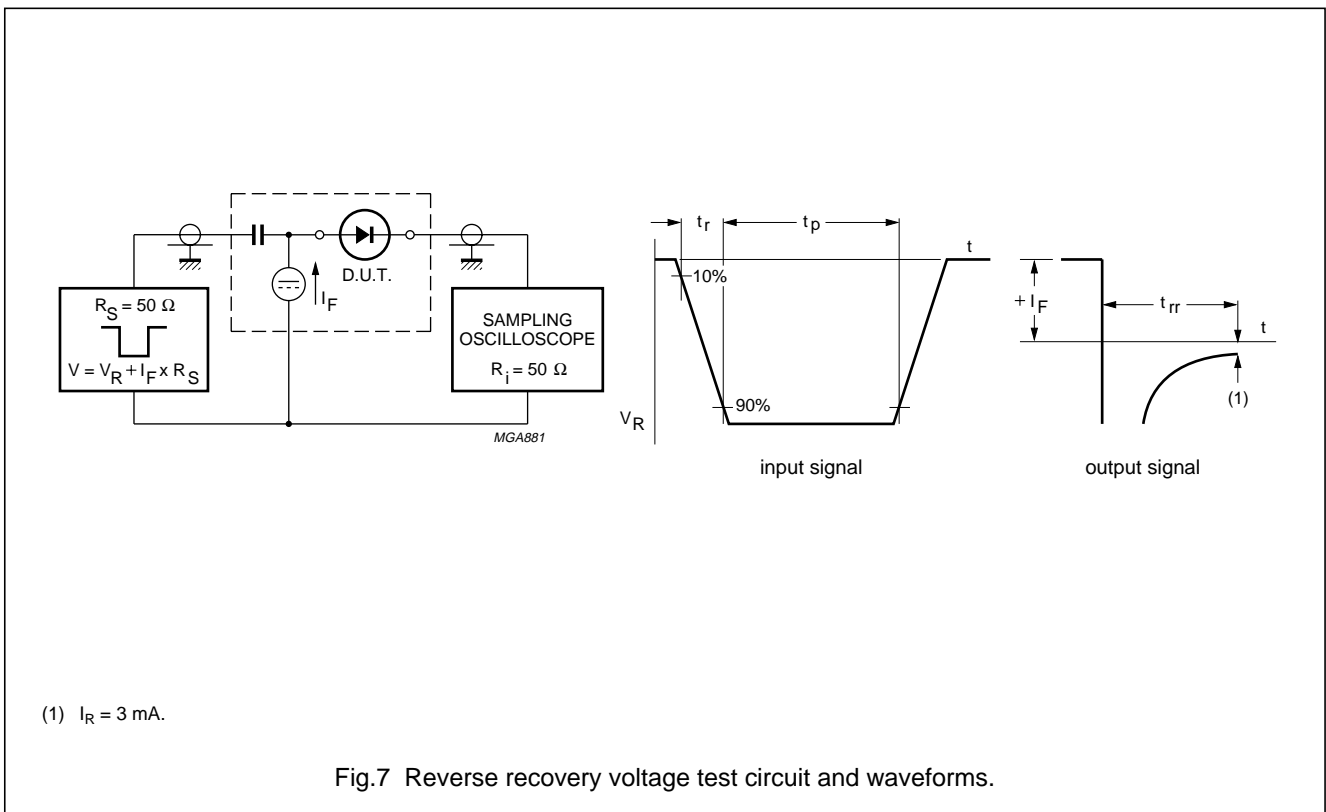 D.U.T.
I_F
R_S = 50 Ω
V = V_R + I_F x R_S
SAMPLING
OSCILLOSCOPE
R_i = 50 Ω
MGA881
t_r
t_p
t
10%
90%
V_R
input signal
+ I_F
t_rr
t
(1)
output signal
(1) I_R = 3 mA.
Fig.7 Reverse recovery voltage test circuit and waveforms.